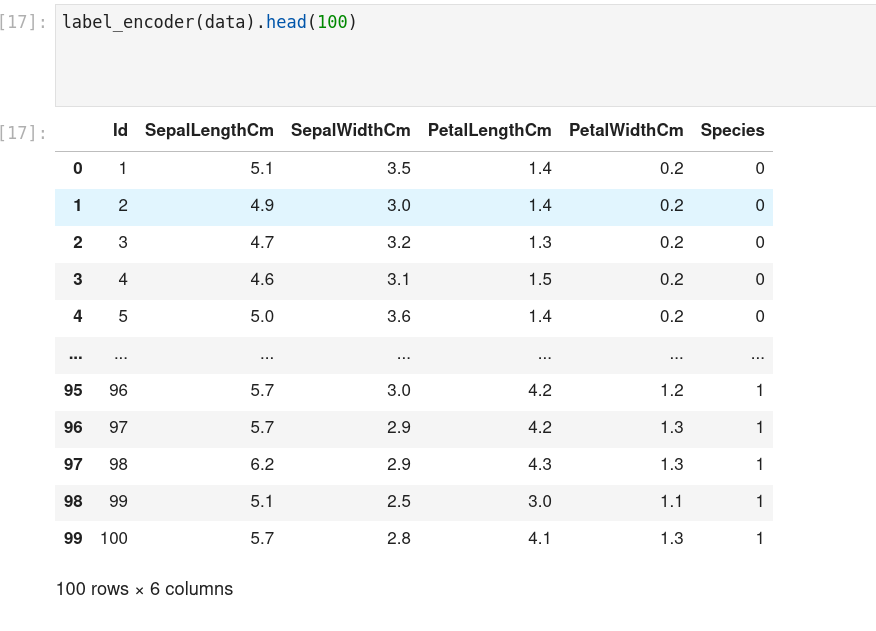 [17]: label_encoder(data).head(100)
[17]:
Id SepalLengthCm SepalWidthCm PetalLengthCm PetalWidthCm Species
0 1 5.1 3.5 1.4 0.2 0
1 2 4.9 3.0 1.4 0.2 0
2 3 4.7 3.2 1.3 0.2 0
3 4 4.6 3.1 1.5 0.2 0
4 5 5.0 3.6 1.4 0.2 0
... ... ... ... ... ... ...
95 96 5.7 3.0 4.2 1.2 1
96 97 5.7 2.9 4.2 1.3 1
97 98 6.2 2.9 4.3 1.3 1
98 99 5.1 2.5 3.0 1.1 1
99 100 5.7 2.8 4.1 1.3 1
100 rows × 6 columns